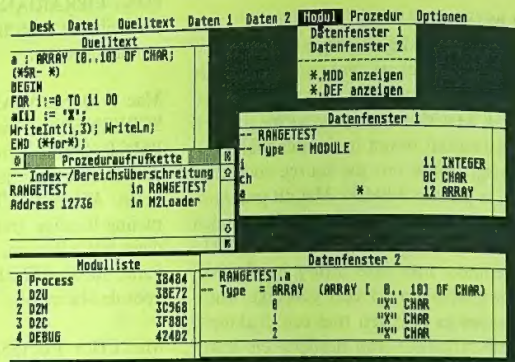 Desk Datei Quelltext Daten 1 Daten 2 Modul Prozedur Optionen
Datenfenster 1
Datenfenster 2
*.MOD anzeigen
*.DEF anzeigen
Quelltext
a : ARRAY [0..10] OF CHAR;
(*$R- *)
BEGIN
FOR i:=0 TO 11 DO
a[i] := 'X';
WriteInt(i,3); WriteLn;
END (*for*);
Prozeduraufrufkette
-- Index-/Bereichsüberschreitung
RANGETEST in RANGETEST
Address 12736 in M2Loader
Datenfenster 1
-- RANGETEST
-- Type = MODULE
i 11 INTEGER
ch 0C CHAR
a * 12 ARRAY
Modulliste
0 Process 38484
1 D2U 38E72
2 D2M 3C568
3 D2C 3F88C
4 DEBUG 424D2
Datenfenster 2
-- RANGETEST.a
-- Type = ARRAY (ARRAY [ 0.. 10] OF CHAR)
0 "X" CHAR
1 "X" CHAR
2 "X" CHAR